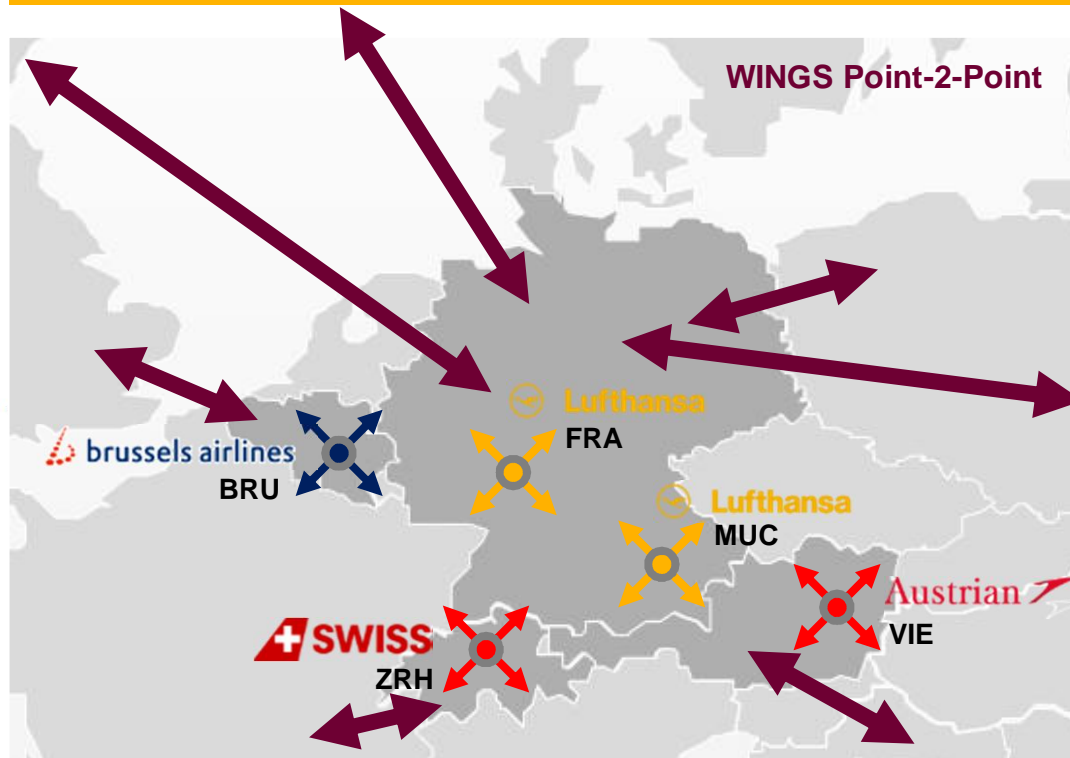 WINGS Point-2-Point
Lufthansa
FRA
brussels airlines
BRU
Lufthansa
MUC
Austrian
VIE
SWISS
ZRH